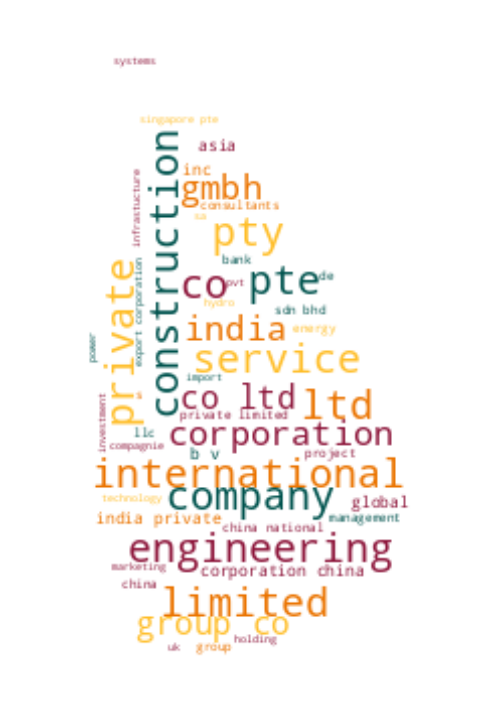 systems
singapore pte
construction
asia
inc
infrastucture
gmbh
consultants
sa
pty
bank
private
export corporation
co
pvt
pte
de
hydro
sdn bhd
india
energy
power
service
import
co ltd
ltd
investment
private limited
llc
corporation
compagnie
b v
project
international
technology
company
global
india private
management
china national
engineering
marketing
corporation china
china
limited
group co
holding
uk
group